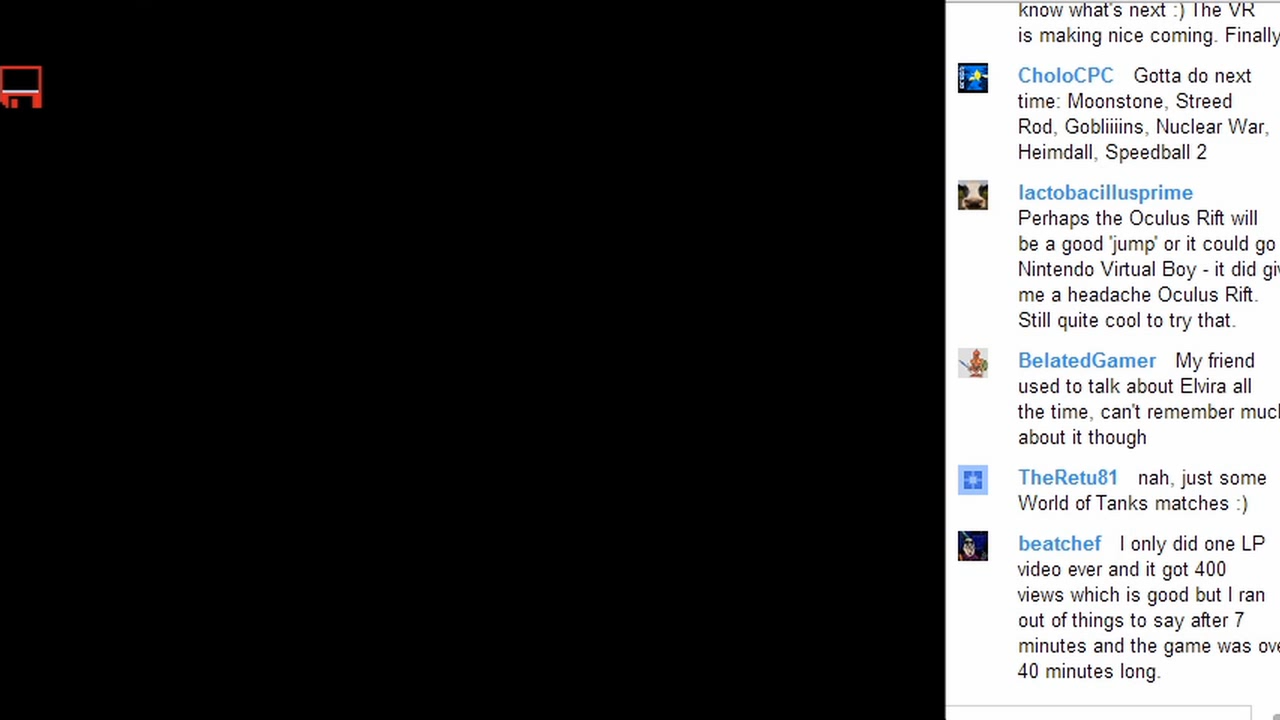 know what's next :) The VR
is making nice coming. Finally
CholoCPC Gotta do next
time: Moonstone, Streed
Rod, Gobliiiins, Nuclear War,
Heimdall, Speedball 2
lactobacillusprime
Perhaps the Oculus Rift will
be a good 'jump' or it could go
Nintendo Virtual Boy - it did
me a headache Oculus Rift.
Still quite cool to try that.
BelatedGamer My friend
used to talk about Elvira all
the time, can't remember
about it though
TheRetu81 nah, just some
World of Tanks matches :)
beatchef I only did one LP
video ever and it got 400
views which is good but I ran
out of things to say after 7
minutes and the game was
40 minutes long.